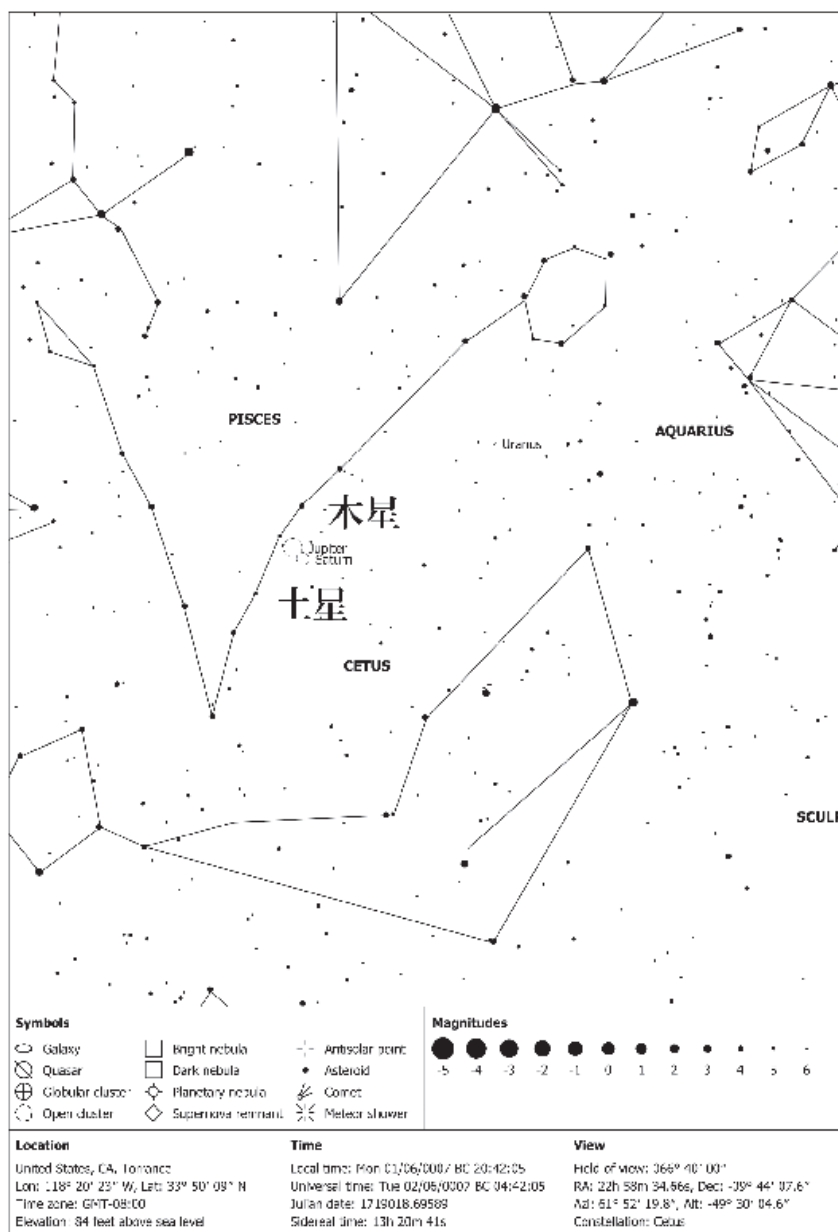 PISCES
Uranus
AQUARIUS
木星
Jupiter
Saturn
土星
CETUS
SCULP
Symbols
Galaxy
Quasar
Globular cluster
Open cluster
Bright nebula
Dark nebula
Planetary nebula
Supernova remnant
Antisolar point
Asteroid
Comet
Meteor shower
Magnitudes
-5 -4 -3 -2 -1 0 1 2 3 4 5 6
Location
United States, CA, Torrance
Lon: 118° 20' 23" W, Lat: 33° 50' 09" N
Time zone: GMT-08:00
Elevation: 84 feet above sea level
Time
Local time: Mon 01/06/0007 BC 20:42:05
Universal time: Tue 02/06/0007 BC 04:42:05
Julian date: 1719018.69589
Sidereal time: 13h 20m 41s
View
Field of view: 066° 40' 00"
RA: 22h 58m 34.66s, Dec: -09° 44' 07.6"
Azi: 61° 52' 19.8", Alt: -49° 30' 04.6"
Constellation: Cetus